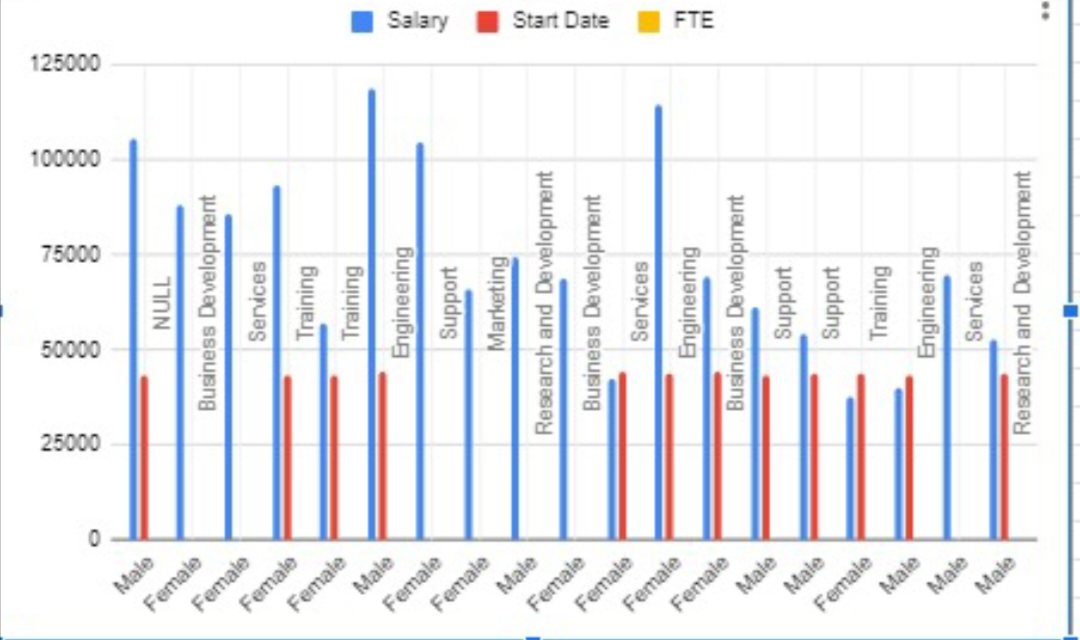 Salary Start Date FTE
125000
100000
75000
50000
25000
0
NULL
Business Development
Services
Training
Training
Engineering
Support
Marketing
Research and Development
Business Development
Services
Engineering
Business Development
Support
Support
Training
Engineering
Services
Research and Development
Male
Female
Female
Female
Female
Male
Female
Female
Male
Female
Female
Female
Female
Male
Male
Female
Male
Male
Male